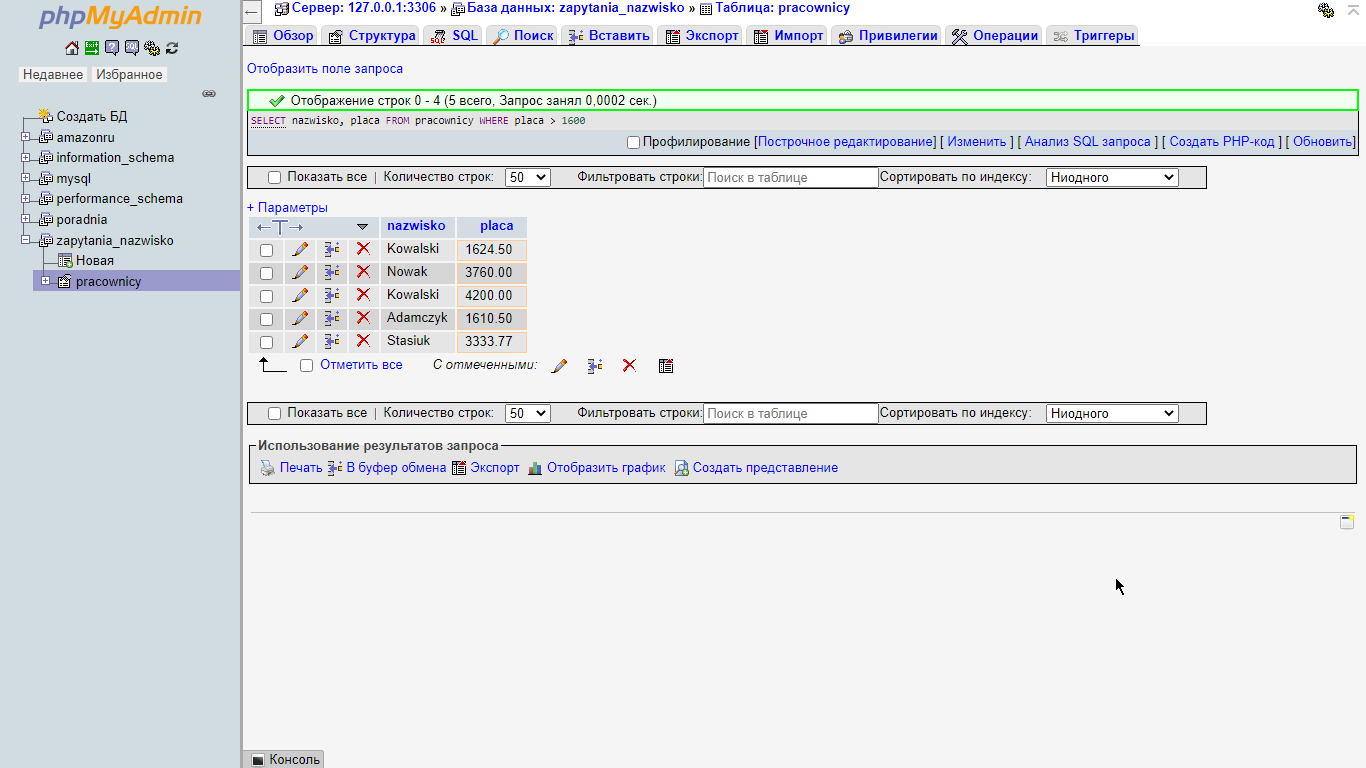 phpMyAdmin
Недавнее Избранное
Создать БД
amazonru
information_schema
mysql
performance_schema
poradnia
zapytania_nazwisko
Новая
pracownicy
Сервер: 127.0.0.1:3306 » База данных: zapytania_nazwisko » Таблица: pracownicy
Обзор Структура SQL Поиск Вставить Экспорт Импорт Привилегии Операции Триггеры
Отобразить поле запроса
Отображение строк 0 - 4 (5 всего, Запрос занял 0,0002 сек.)
SELECT nazwisko, placa FROM pracownicy WHERE placa > 1600
Профилирование [Построчное редактирование] [ Изменить ] [ Анализ SQL запроса ] [ Создать PHP-код ] [ Обновить]
Показать все | Количество строк: 50 Фильтровать строки: Поиск в таблице Сортировать по индексу: Ниодного
+ Параметры
←T→ nazwisko placa
Kowalski 1624.50
Nowak 3760.00
Kowalski 4200.00
Adamczyk 1610.50
Stasiuk 3333.77
Отметить все С отмеченными:
Показать все | Количество строк: 50 Фильтровать строки: Поиск в таблице Сортировать по индексу: Ниодного
Использование результатов запроса
Печать В буфер обмена Экспорт Отобразить график Создать представление
Консоль